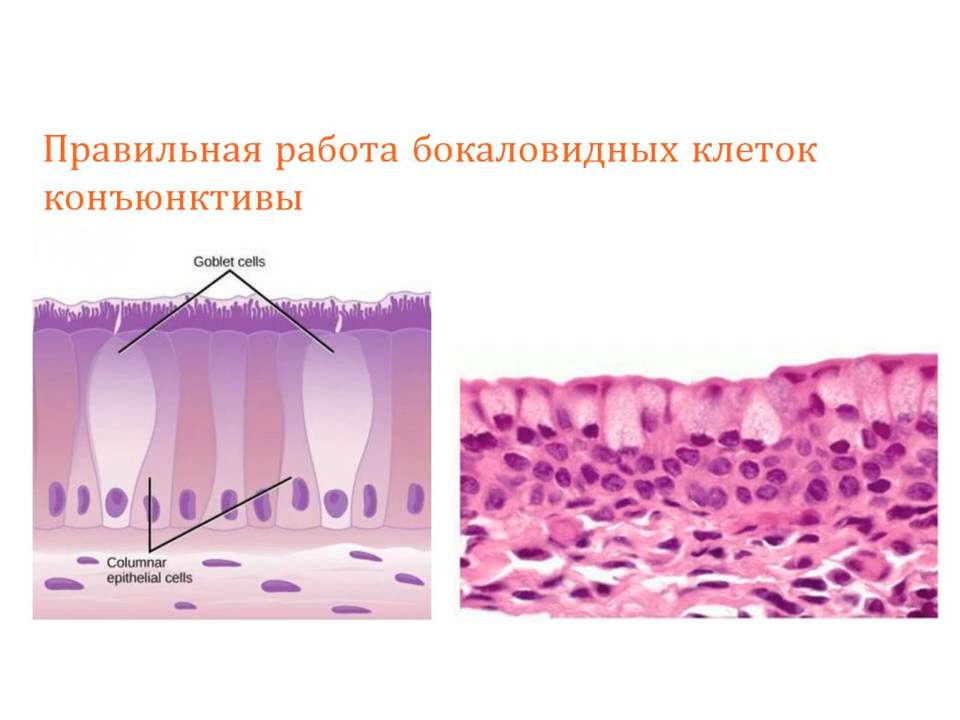 Правильная работа бокаловидных клеток
конъюнктивы
Goblet cells
Columnar
epithelial cells